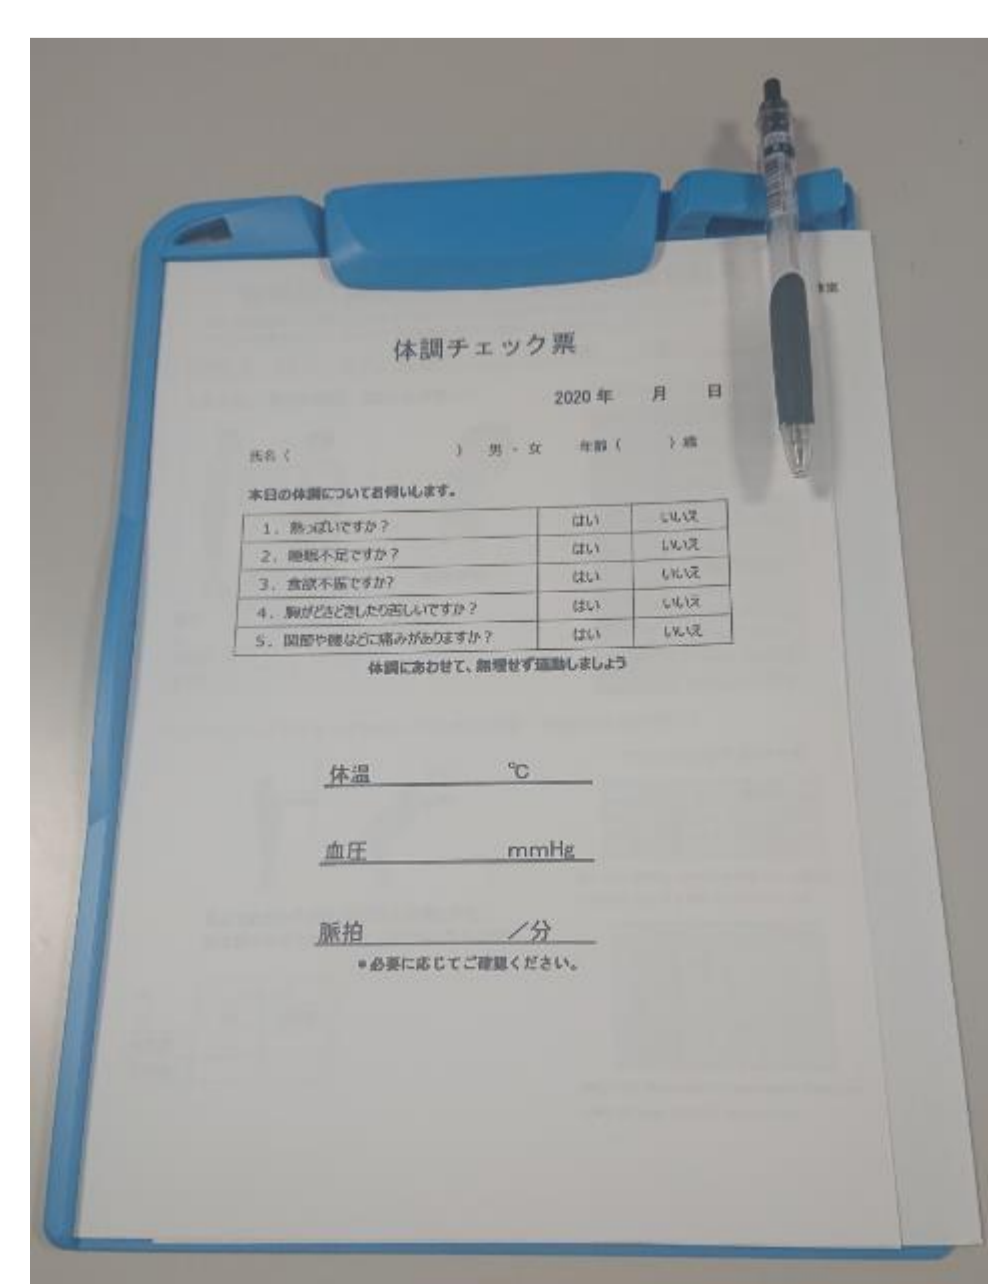 体調チェック票
2020 年 月 日
氏名 ( ) 男 ・ 女 年齢 ( ) 歳
本日の体調についてお伺いします。
1. 熱っぽいですか? はい いいえ
2. 睡眠不足ですか? はい いいえ
3. 食欲不振ですか? はい いいえ
4. 胸がどきどきしたり苦しいですか? はい いいえ
5. 関節や腰などに痛みがありますか? はい いいえ
体調にあわせて、無理せず運動しましょう
体温 ℃
血圧 mmHg
脈拍 /分
*必要に応じてご確認ください。